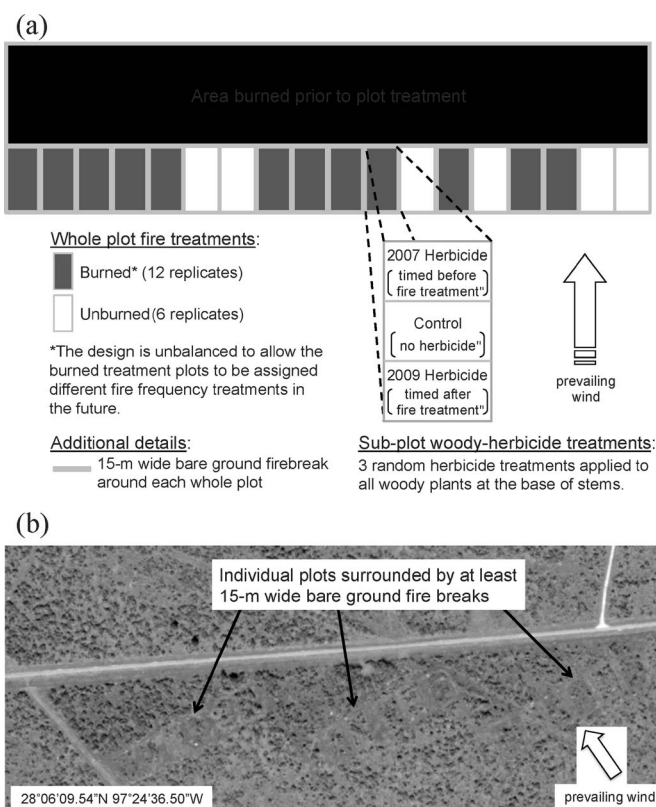 (a)
Area burned prior to plot treatment
Whole plot fire treatments:
Burned* (12 replicates)
Unburned (6 replicates)
*The design is unbalanced to allow the
burned treatment plots to be assigned
different fire frequency treatments in
the future.
Additional details:
15-m wide bare ground firebreak
around each whole plot
2007 Herbicide
(timed before
fire treatment")
Control
(no herbicide")
2009 Herbicide
(timed after
fire treatment")
prevailing
wind
Sub-plot woody-herbicide treatments:
3 random herbicide treatments applied to
all woody plants at the base of stems.
(b)
Individual plots surrounded by at least
15-m wide bare ground fire breaks
28°06'09.54"N 97°24'36.50"W
prevailing wind